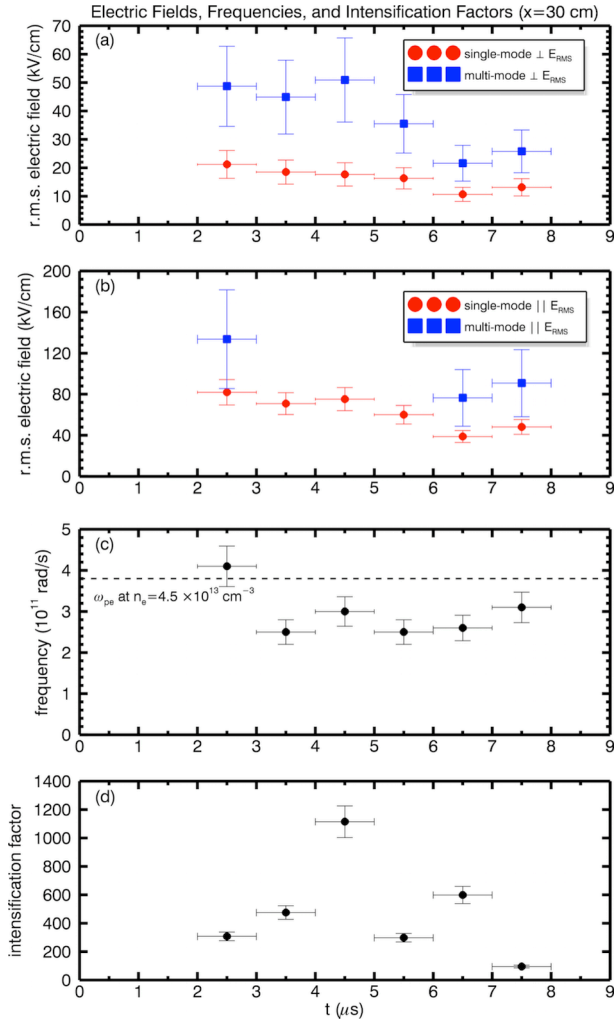 Electric Fields, Frequencies, and Intensification Factors (x=30 cm)
(a)
single-mode ⊥ E_RMS
multi-mode ⊥ E_RMS
r.m.s. electric field (kV/cm)
70
60
50
40
30
20
10
0
0 1 2 3 4 5 6 7 8 9
(b)
single-mode || E_RMS
multi-mode || E_RMS
r.m.s. electric field (kV/cm)
200
160
120
80
40
0
0 1 2 3 4 5 6 7 8 9
(c)
ω_pe at n_e=4.5 ×10^13 cm^−3
frequency (10^11 rad/s)
5
4
3
2
1
0
0 1 2 3 4 5 6 7 8 9
(d)
intensification factor
1400
1200
1000
800
600
400
200
0
0 1 2 3 4 5 6 7 8 9
t (μs)